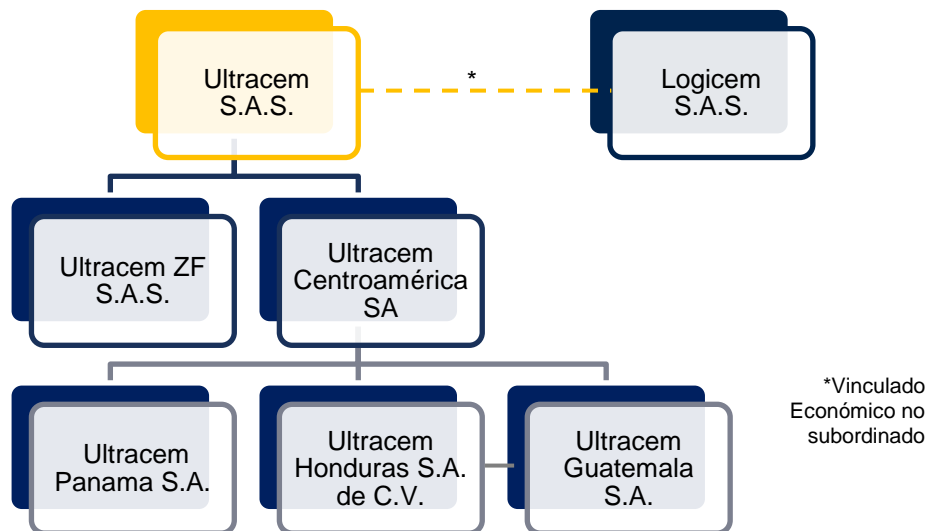 Ultracem
S.A.S.
*
Logicem
S.A.S.
Ultracem ZF
S.A.S.
Ultracem
Centroamérica
SA
Ultracem
Panama S.A.
Ultracem
Honduras S.A.
de C.V.
Ultracem
Guatemala
S.A.
*Vinculado
Económico no
subordinado